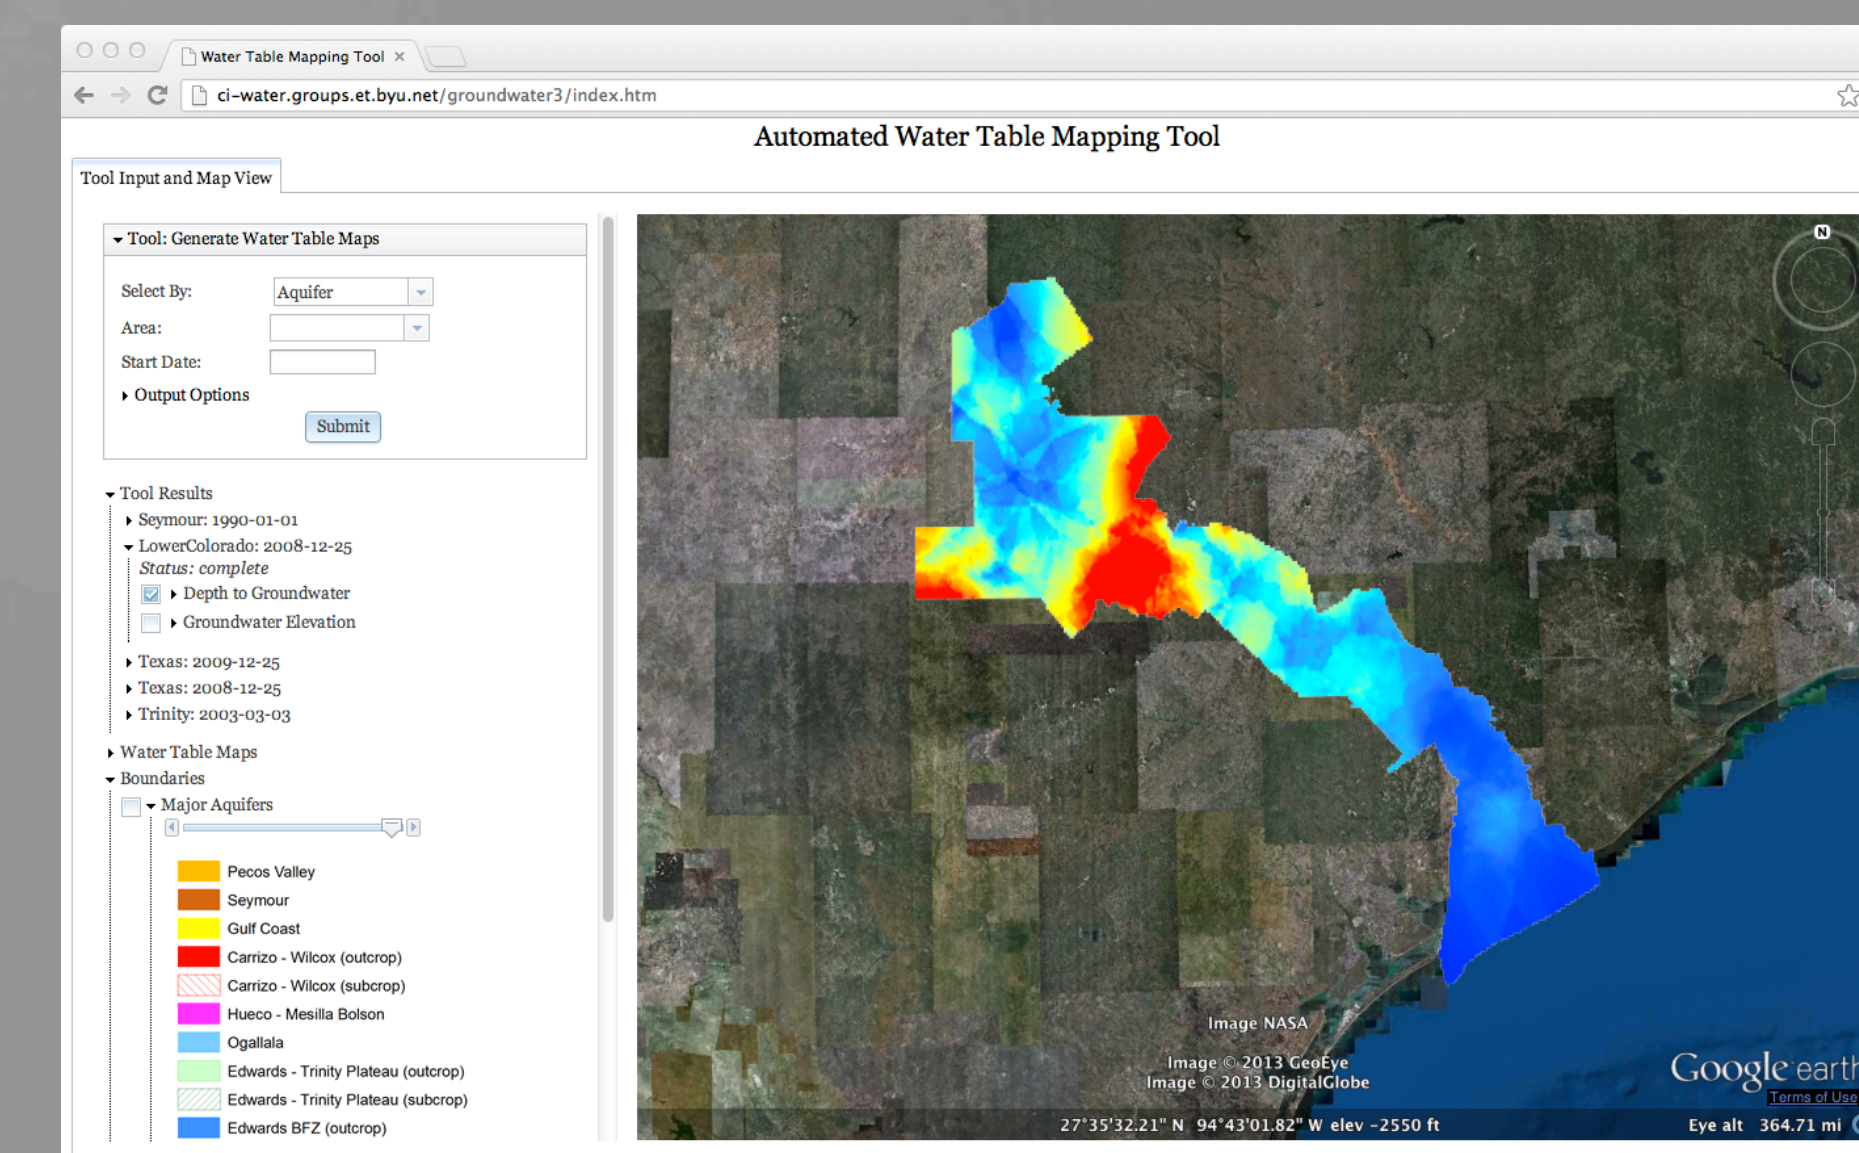 Water Table Mapping Tool
ci-water.groups.et.byu.net/groundwater3/index.htm
Automated Water Table Mapping Tool
Tool Input and Map View
Tool: Generate Water Table Maps
Select By:
Aquifer
Area:
Start Date:
Output Options
Submit
Tool Results
Seymour: 1990-01-01
LowerColorado: 2008-12-25
Status: complete
Depth to Groundwater
Groundwater Elevation
Texas: 2009-12-25
Texas: 2008-12-25
Trinity: 2003-03-03
Water Table Maps
Boundaries
Major Aquifers
Pecos Valley
Seymour
Gulf Coast
Carrizo - Wilcox (outcrop)
Carrizo - Wilcox (subcrop)
Hueco - Mesilla Bolson
Ogallala
Edwards - Trinity Plateau (outcrop)
Edwards - Trinity Plateau (subcrop)
Edwards BFZ (outcrop)
N
Image NASA
Image © 2013 GeoEye
Image © 2013 DigitalGlobe
Google earth
Terms of Use
27°35'32.21" N 94°43'01.82" W elev -2550 ft
Eye alt 364.71 mi